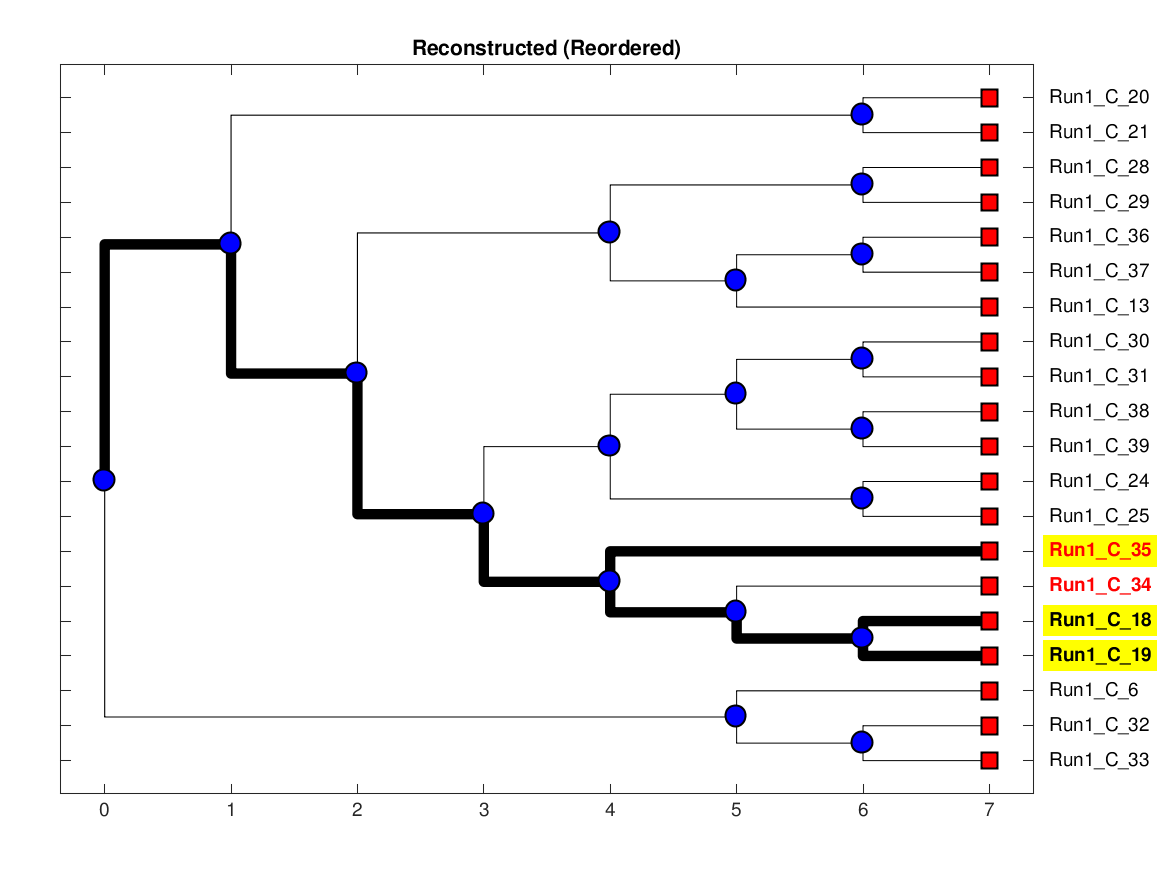 Reconstructed (Reordered)
Run1_C_20
Run1_C_21
Run1_C_28
Run1_C_29
Run1_C_36
Run1_C_37
Run1_C_13
Run1_C_30
Run1_C_31
Run1_C_38
Run1_C_39
Run1_C_24
Run1_C_25
Run1_C_35
Run1_C_34
Run1_C_18
Run1_C_19
Run1_C_6
Run1_C_32
Run1_C_33
0 1 2 3 4 5 6 7